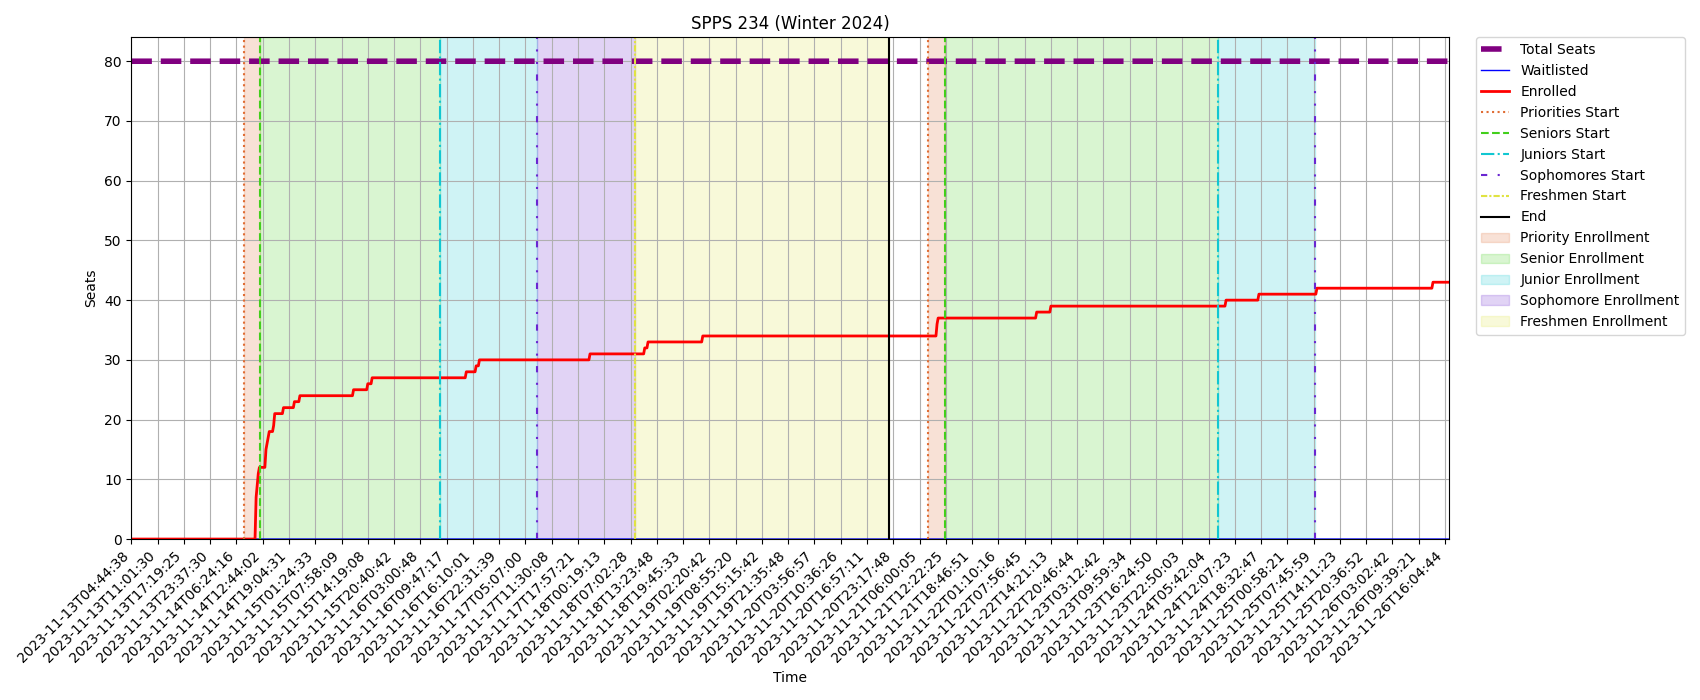 SPPS 234 (Winter 2024)
Seats
80
70
60
50
40
30
20
10
0
2023-11-13T04:44:38
2023-11-13T11:01:30
2023-11-13T17:19:25
2023-11-13T23:37:30
2023-11-14T06:24:16
2023-11-14T12:44:02
2023-11-14T19:04:31
2023-11-15T01:24:33
2023-11-15T07:58:09
2023-11-15T14:19:08
2023-11-15T20:40:42
2023-11-16T03:00:48
2023-11-16T09:47:17
2023-11-16T16:10:01
2023-11-16T22:31:39
2023-11-17T05:07:00
2023-11-17T11:30:08
2023-11-17T17:57:21
2023-11-18T00:19:13
2023-11-18T07:02:28
2023-11-18T13:23:48
2023-11-18T19:45:33
2023-11-19T02:20:42
2023-11-19T08:55:20
2023-11-19T15:15:42
2023-11-19T21:35:48
2023-11-20T03:56:57
2023-11-20T10:36:26
2023-11-20T16:57:11
2023-11-20T23:17:48
2023-11-21T06:00:05
2023-11-21T12:22:25
2023-11-21T18:46:51
2023-11-22T01:10:16
2023-11-22T07:56:45
2023-11-22T14:21:13
2023-11-22T20:46:44
2023-11-23T03:12:42
2023-11-23T09:59:34
2023-11-23T16:24:50
2023-11-23T22:50:03
2023-11-24T05:42:04
2023-11-24T12:07:23
2023-11-24T18:32:47
2023-11-25T00:58:21
2023-11-25T07:45:59
2023-11-25T14:11:23
2023-11-25T20:36:52
2023-11-26T03:02:42
2023-11-26T09:39:21
2023-11-26T16:04:44
Time
Total Seats
Waitlisted
Enrolled
Priorities Start
Seniors Start
Juniors Start
Sophomores Start
Freshmen Start
End
Priority Enrollment
Senior Enrollment
Junior Enrollment
Sophomore Enrollment
Freshmen Enrollment